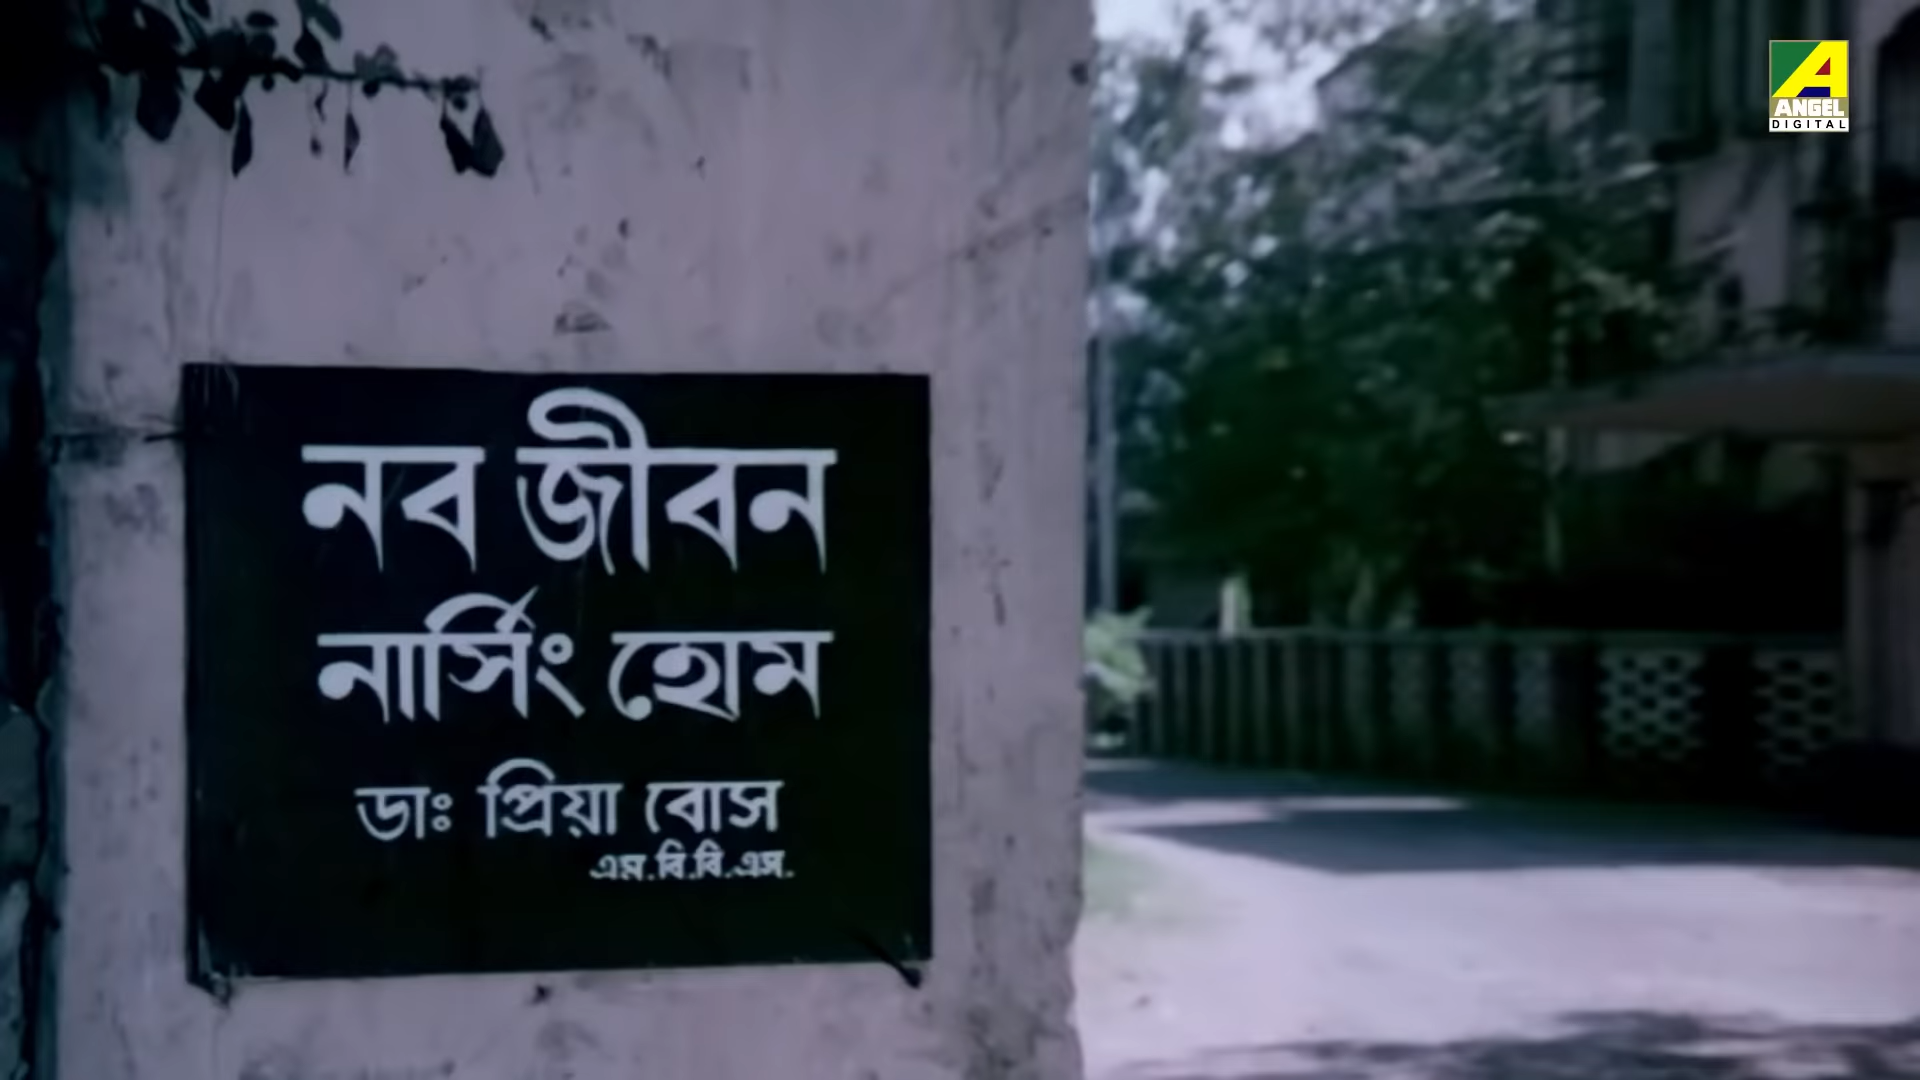 নব জীবন
নার্সিং হোম
ডাঃ প্রিয়া বোস
এম.বি.বি.এস.
ANGEL
DIGITAL